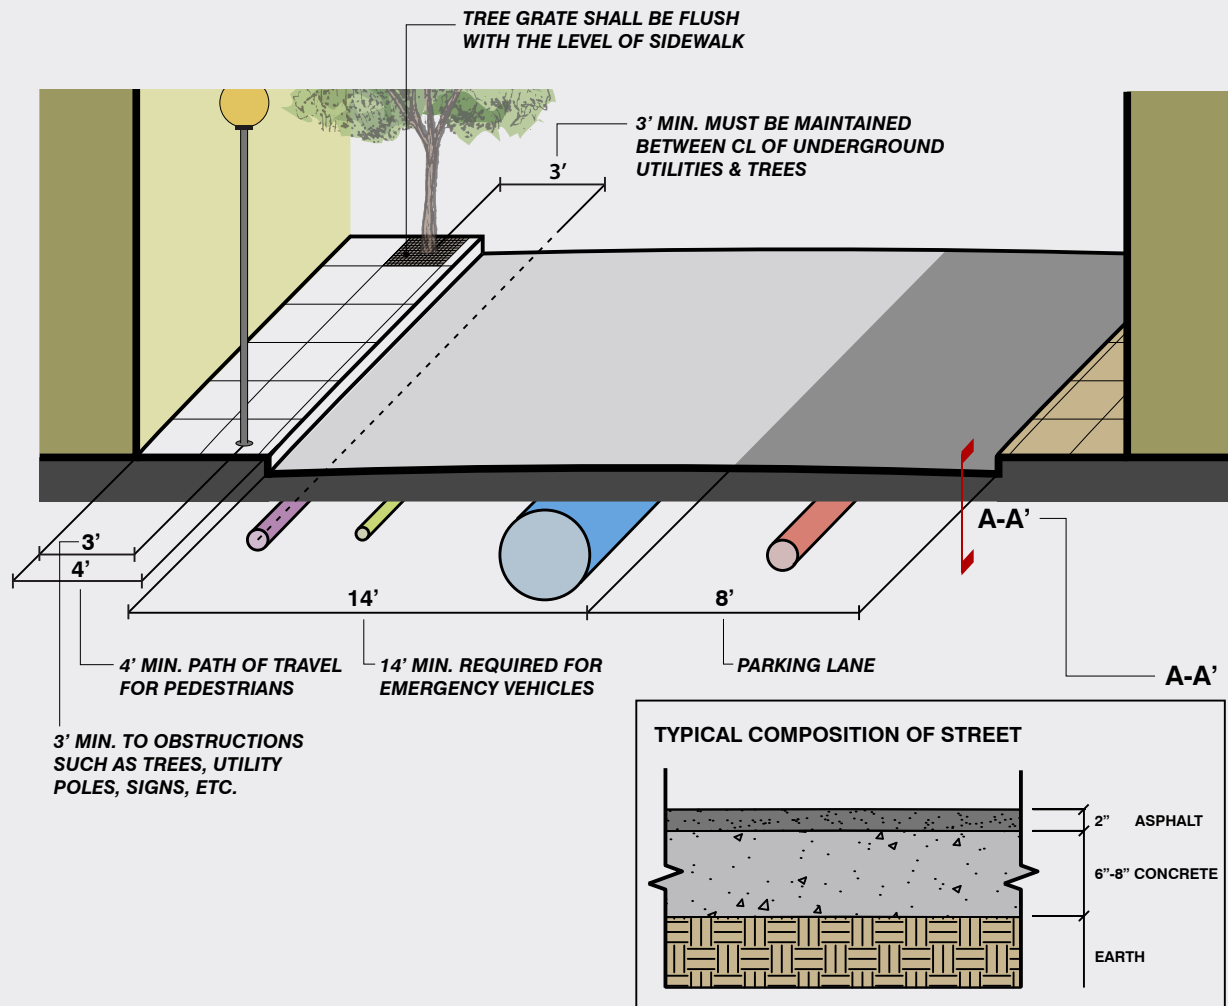 TREE GRATE SHALL BE FLUSH
WITH THE LEVEL OF SIDEWALK
3’ MIN. MUST BE MAINTAINED
BETWEEN CL OF UNDERGROUND
UTILITIES & TREES
3’
3’
4’
14’
8’
A-A’
4’ MIN. PATH OF TRAVEL
FOR PEDESTRIANS
14’ MIN. REQUIRED FOR
EMERGENCY VEHICLES
PARKING LANE
A-A’
3’ MIN. TO OBSTRUCTIONS
SUCH AS TREES, UTILITY
POLES, SIGNS, ETC.
TYPICAL COMPOSITION OF STREET
2” ASPHALT
6”-8” CONCRETE
EARTH